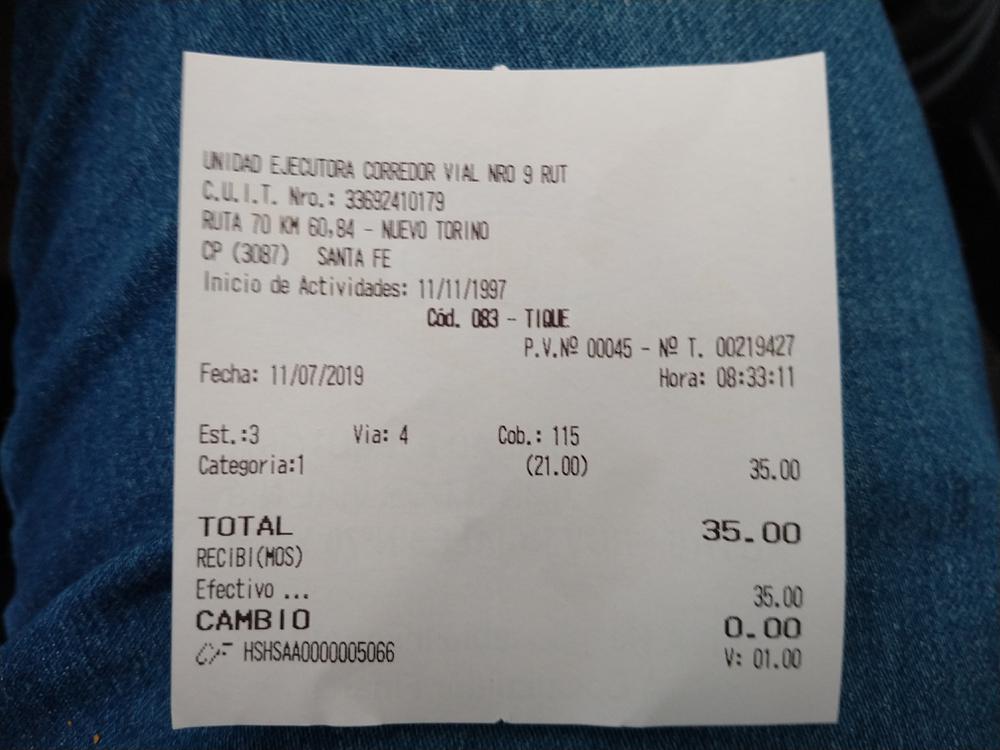 UNIDAD EJECUTORA CORREDOR VIAL NRO 9 RUT
C.U.I.T. Nro.: 33692410179
RUTA 70 KM 60,84 - NUEVO TORINO
CP (3087) SANTA FE
Inicio de Actividades: 11/11/1997
Cód. 083 - TIQUE
P.V.Nº 00045 - Nº T. 00219427
Fecha: 11/07/2019 Hora: 08:33:11
Est.:3 Via: 4 Cob.: 115
Categoria:1 (21.00) 35.00
TOTAL 35.00
RECIBI(MOS)
Efectivo ... 35.00
CAMBIO 0.00
CF HSHSAA0000005066 V: 01.00